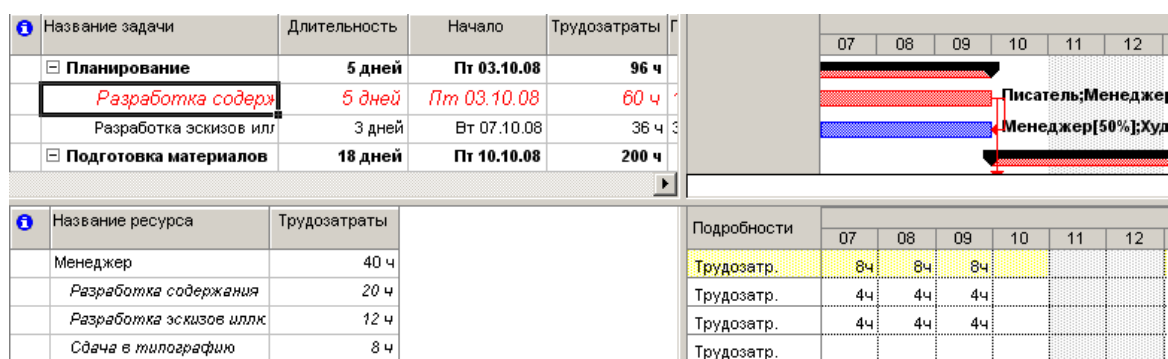 Название задачи Длительность Начало Трудозатраты
07 08 09 10 11 12
Планирование 5 дней Пт 03.10.08 96 ч
Разработка содерж 5 дней Пт 03.10.08 60 ч Писатель;Менеджер
Разработка эскизов илл 3 дней Вт 07.10.08 36 ч Менеджер[50%];Худ
Подготовка материалов 18 дней Пт 10.10.08 200 ч
Название ресурса Трудозатраты Подробности
07 08 09 10 11 12
Менеджер 40 ч Трудозатр. 8ч 8ч 8ч
Разработка содержания 20 ч Трудозатр. 4ч 4ч 4ч
Разработка эскизов иллю 12 ч Трудозатр. 4ч 4ч 4ч
Сдача в типографию 8 ч Трудозатр.